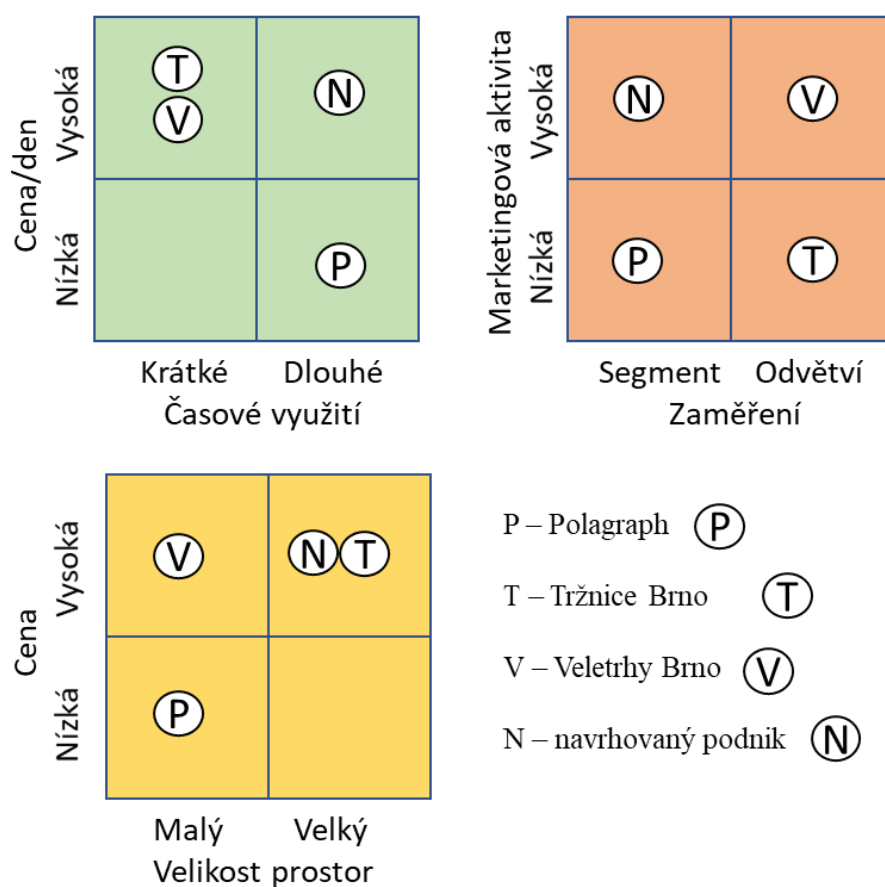 Cena/den
Vysoká
Nízká
T
V
N
P
Krátké Dlouhé
Časové využití
Marketingová aktivita
Vysoká
Nízká
N
V
P
T
Segment Odvětví
Zaměření
Cena
Vysoká
Nízká
V
N T
P
Malý Velký
Velikost prostor
P – Polagraph P
T – Tržnice Brno T
V – Veletrhy Brno V
N – navrhovaný podnik N